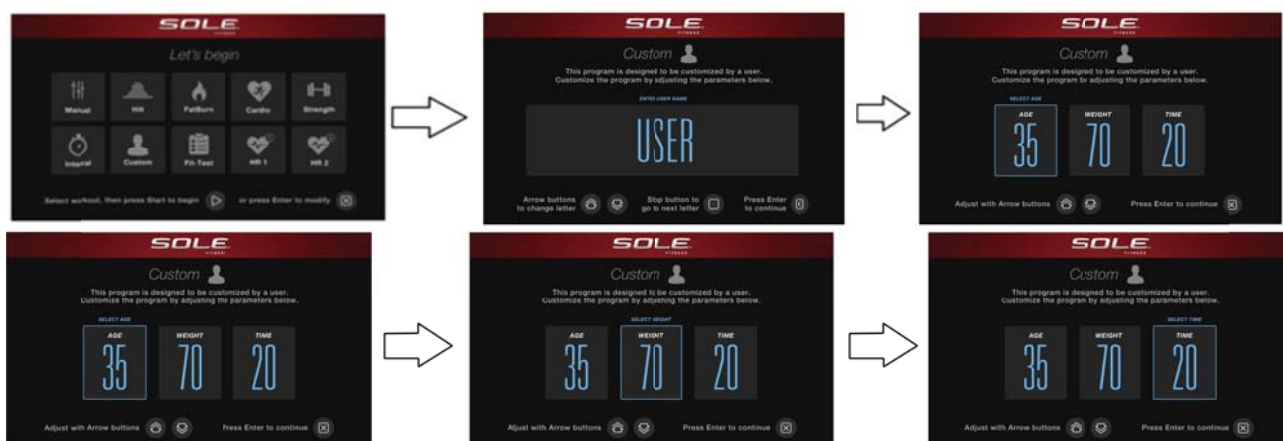 SOLE
FITNESS
Let's begin
Manual Hill FatBurn Cardio Strength
Interval Custom Fit-Test HR 1 HR 2
Select workout, then press Start to begin or press Enter to modify
SOLE
FITNESS
Custom
This program is designed to be customized by a user.
Customize the program by adjusting the parameters below.
ENTER USER NAME
USER
Arrow buttons
to change letter
Stop button to
go to next letter
Press Enter
to continue
SOLE
FITNESS
Custom
This program is designed to be customized by a user.
Customize the program by adjusting the parameters below.
SELECT AGE
AGE WEIGHT TIME
35 70 20
Adjust with Arrow buttons Press Enter to continue
SOLE
FITNESS
Custom
This program is designed to be customized by a user.
Customize the program by adjusting the parameters below.
SELECT AGE
AGE WEIGHT TIME
35 70 20
Adjust with Arrow buttons Press Enter to continue
SOLE
FITNESS
Custom
This program is designed to be customized by a user.
Customize the program by adjusting the parameters below.
SELECT WEIGHT
AGE WEIGHT TIME
35 70 20
Adjust with Arrow buttons Press Enter to continue
SOLE
FITNESS
Custom
This program is designed to be customized by a user.
Customize the program by adjusting the parameters below.
SELECT TIME
AGE WEIGHT TIME
35 70 20
Adjust with Arrow buttons Press Enter to continue